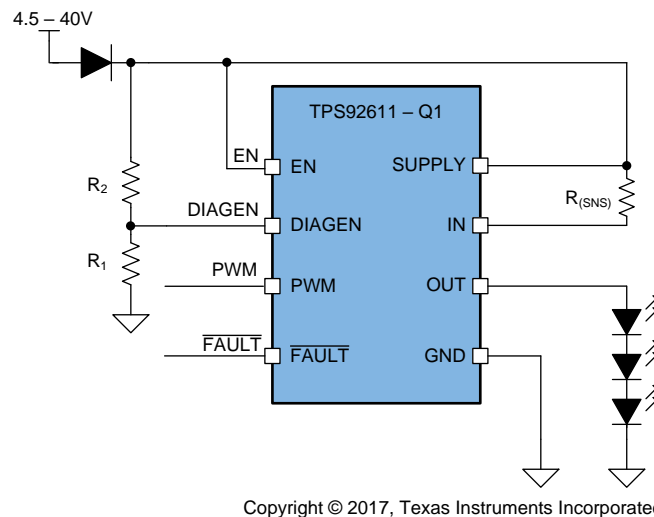 4.5 – 40V
TPS92611 – Q1
EN
EN
SUPPLY
R2
R(SNS)
DIAGEN
DIAGEN
IN
R1
PWM
PWM
OUT
FAULT
FAULT
GND
Copyright © 2017, Texas Instruments Incorporated